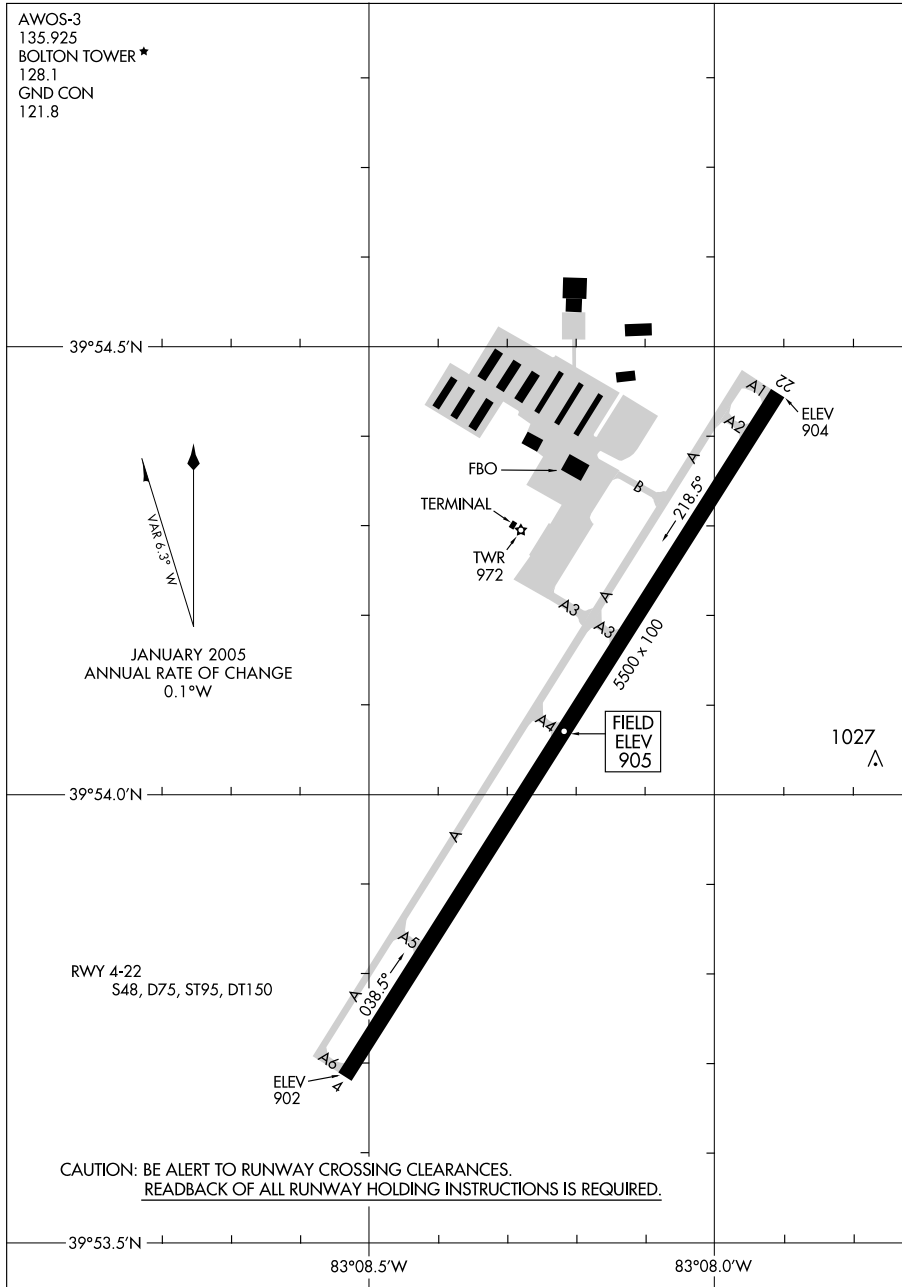 AWOS-3
135.925
BOLTON TOWER ★
128.1
GND CON
121.8
39°54.5'N
A1
22
A2
ELEV
904
A
FBO
B
218.5°
TERMINAL
TWR
972
VAR 6.3° W
A
A3
A3
5500 x 100
JANUARY 2005
ANNUAL RATE OF CHANGE
0.1°W
A4
FIELD
ELEV
905
1027
39°54.0'N
A
A5
RWY 4-22
S48, D75, ST95, DT150
038.5°
A
A6
ELEV
902
4
CAUTION: BE ALERT TO RUNWAY CROSSING CLEARANCES.
READBACK OF ALL RUNWAY HOLDING INSTRUCTIONS IS REQUIRED.
39°53.5'N
83°08.5'W
83°08.0'W